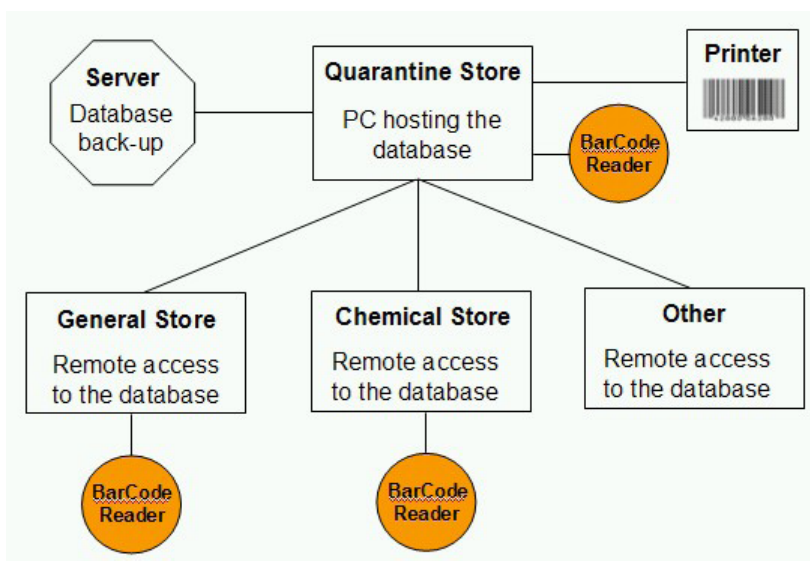 Server
Database
back-up
Quarantine Store
PC hosting the
database
Printer
BarCode
Reader
General Store
Remote access
to the database
Chemical Store
Remote access
to the database
Other
Remote access
to the database
BarCode
Reader
BarCode
Reader